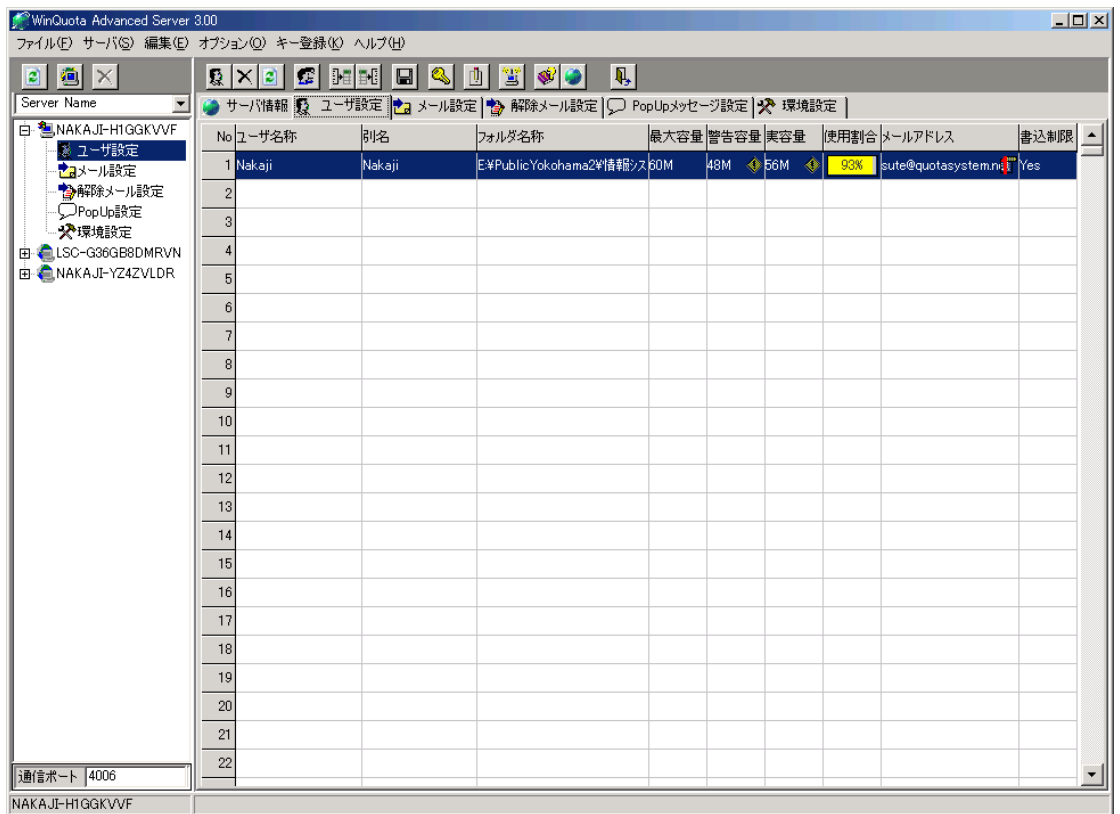 WinQuota Advanced Server 3.00
ファイル(F) サーバ(S) 編集(E) オプション(O) キー登録(K) ヘルプ(H)
Server Name
NAKAJI-H1GGKVVF
ユーザ設定
メール設定
解除メール設定
PopUp設定
環境設定
LSC-G36GB8DMRVN
NAKAJI-YZ4ZVLDR
通信ポート 4006
サーバ情報 ユーザ設定 メール設定 解除メール設定 PopUpメッセージ設定 環境設定
No ユーザ名称 別名 フォルダ名称 最大容量 警告容量 実容量 使用割合 メールアドレス 書込制限
1 Nakaji Nakaji E:¥PublicYokohama2¥情報シス 60M 48M 56M 93% sute@quotasystem.ne Yes
2
3
4
5
6
7
8
9
10
11
12
13
14
15
16
17
18
19
20
21
22
NAKAJI-H1GGKVVF